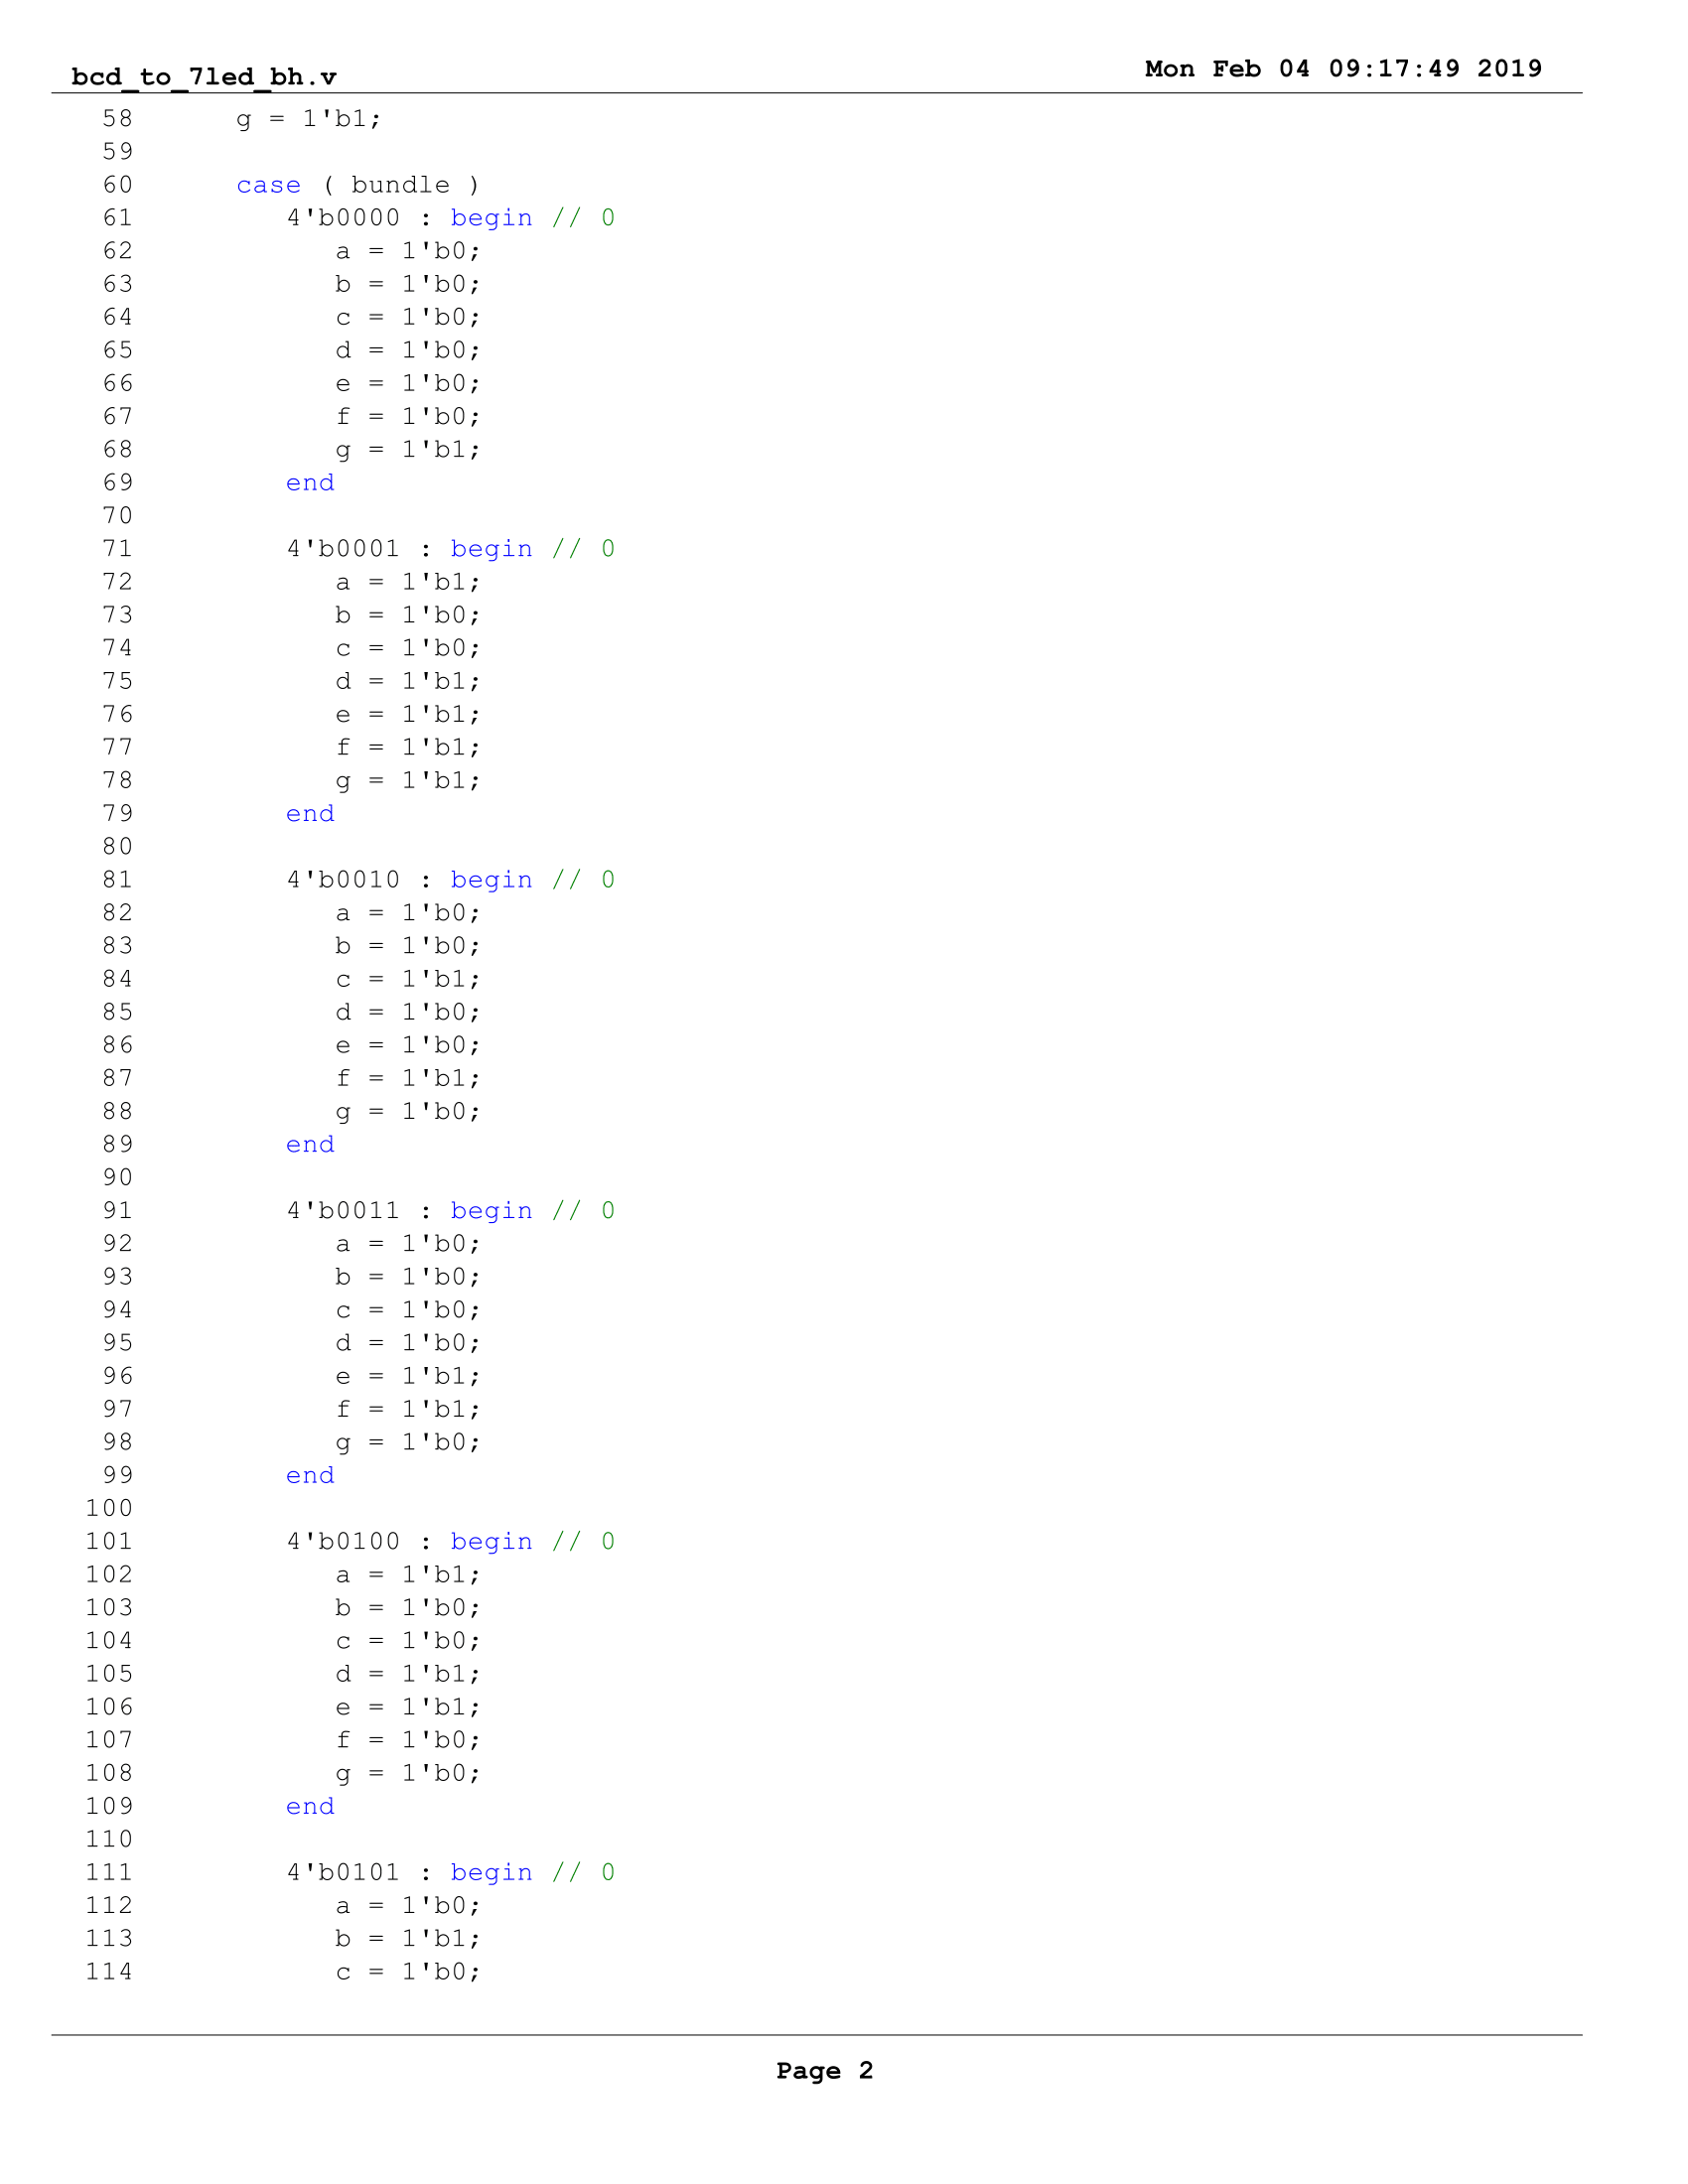 bcd_to_7led_bh.v Mon Feb 04 09:17:49 2019
58 g = 1'b1;
59
60 case ( bundle )
61 4'b0000 : begin // 0
62 a = 1'b0;
63 b = 1'b0;
64 c = 1'b0;
65 d = 1'b0;
66 e = 1'b0;
67 f = 1'b0;
68 g = 1'b1;
69 end
70
71 4'b0001 : begin // 0
72 a = 1'b1;
73 b = 1'b0;
74 c = 1'b0;
75 d = 1'b1;
76 e = 1'b1;
77 f = 1'b1;
78 g = 1'b1;
79 end
80
81 4'b0010 : begin // 0
82 a = 1'b0;
83 b = 1'b0;
84 c = 1'b1;
85 d = 1'b0;
86 e = 1'b0;
87 f = 1'b1;
88 g = 1'b0;
89 end
90
91 4'b0011 : begin // 0
92 a = 1'b0;
93 b = 1'b0;
94 c = 1'b0;
95 d = 1'b0;
96 e = 1'b1;
97 f = 1'b1;
98 g = 1'b0;
99 end
100
101 4'b0100 : begin // 0
102 a = 1'b1;
103 b = 1'b0;
104 c = 1'b0;
105 d = 1'b1;
106 e = 1'b1;
107 f = 1'b0;
108 g = 1'b0;
109 end
110
111 4'b0101 : begin // 0
112 a = 1'b0;
113 b = 1'b1;
114 c = 1'b0;
Page 2